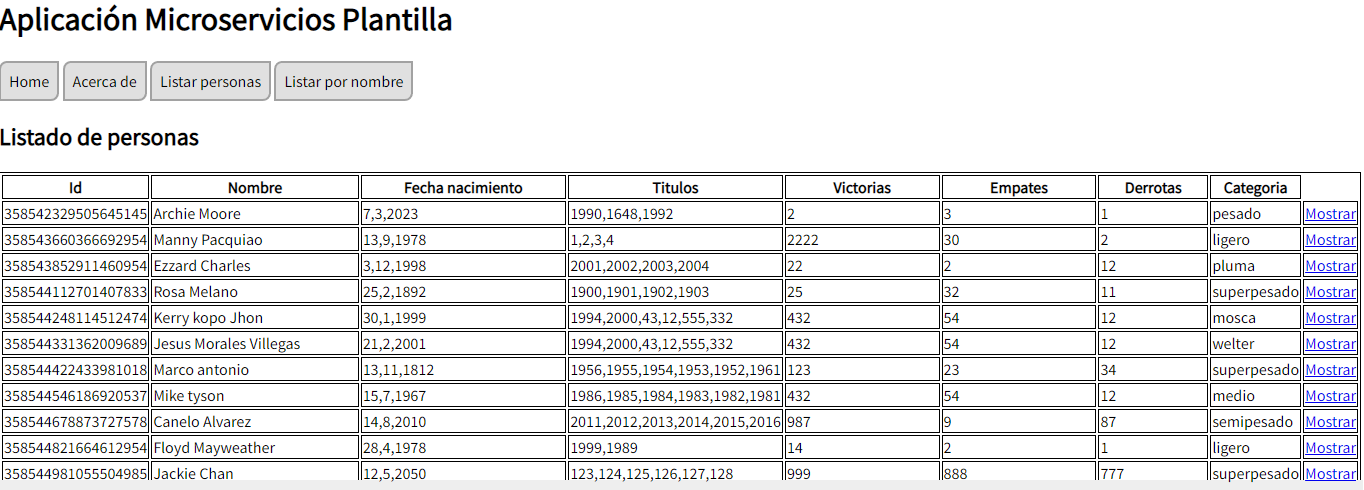 Aplicación Microservicios Plantilla
Home Acerca de Listar personas Listar por nombre
Listado de personas
Id Nombre Fecha nacimiento Titulos Victorias Empates Derrotas Categoria
358542329505645145 Archie Moore 7,3,2023 1990,1648,1992 2 3 1 pesado Mostrar
358543660366692954 Manny Pacquiao 13,9,1978 1,2,3,4 2222 30 2 ligero Mostrar
358543852911460954 Ezzard Charles 3,12,1998 2001,2002,2003,2004 22 2 12 pluma Mostrar
358544112701407833 Rosa Melano 25,2,1892 1900,1901,1902,1903 25 32 11 superpesado Mostrar
358544248114512474 Kerry kopo Jhon 30,1,1999 1994,2000,43,12,555,332 432 54 12 mosca Mostrar
358544331362009689 Jesus Morales Villegas 21,2,2001 1994,2000,43,12,555,332 432 54 12 welter Mostrar
358544422433981018 Marco antonio 13,11,1812 1956,1955,1954,1953,1952,1961 123 23 34 superpesado Mostrar
358544546186920537 Mike tyson 15,7,1967 1986,1985,1984,1983,1982,1981 432 54 12 medio Mostrar
358544678873727578 Canelo Alvarez 14,8,2010 2011,2012,2013,2014,2015,2016 987 9 87 semipesado Mostrar
358544821664612954 Floyd Mayweather 28,4,1978 1999,1989 14 2 1 ligero Mostrar
358544981055504985 Jackie Chan 12,5,2050 123,124,125,126,127,128 999 888 777 superpesado Mostrar